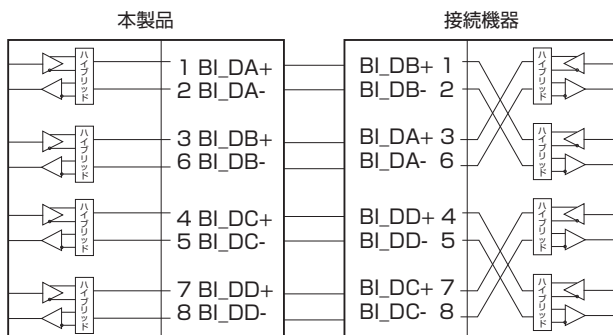 本製品
接続機器
ハイブリッド
1 BI_DA+
2 BI_DA-
BI_DB+ 1
BI_DB- 2
ハイブリッド
ハイブリッド
3 BI_DB+
6 BI_DB-
BI_DA+ 3
BI_DA- 6
ハイブリッド
ハイブリッド
4 BI_DC+
5 BI_DC-
BI_DD+ 4
BI_DD- 5
ハイブリッド
ハイブリッド
7 BI_DD+
8 BI_DD-
BI_DC+ 7
BI_DC- 8
ハイブリッド